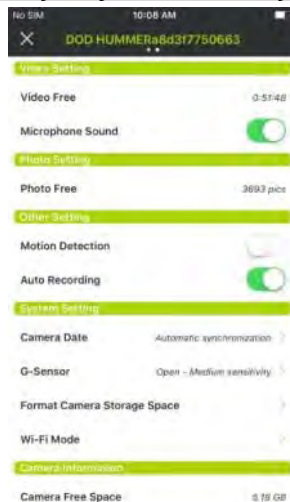 No SIM 10:08 AM
DOD HUMMERa8d3f7750663
Video Setting
Video Free 0:51:48
Microphone Sound
Photo Setting
Photo Free 3693 pics
Other Setting
Motion Detection
Auto Recording
System Setting
Camera Date Automatic synchronization
G-Sensor Open - Medium sensitivity
Format Camera Storage Space
Wi-Fi Mode
Camera Information
Camera Free Space GB